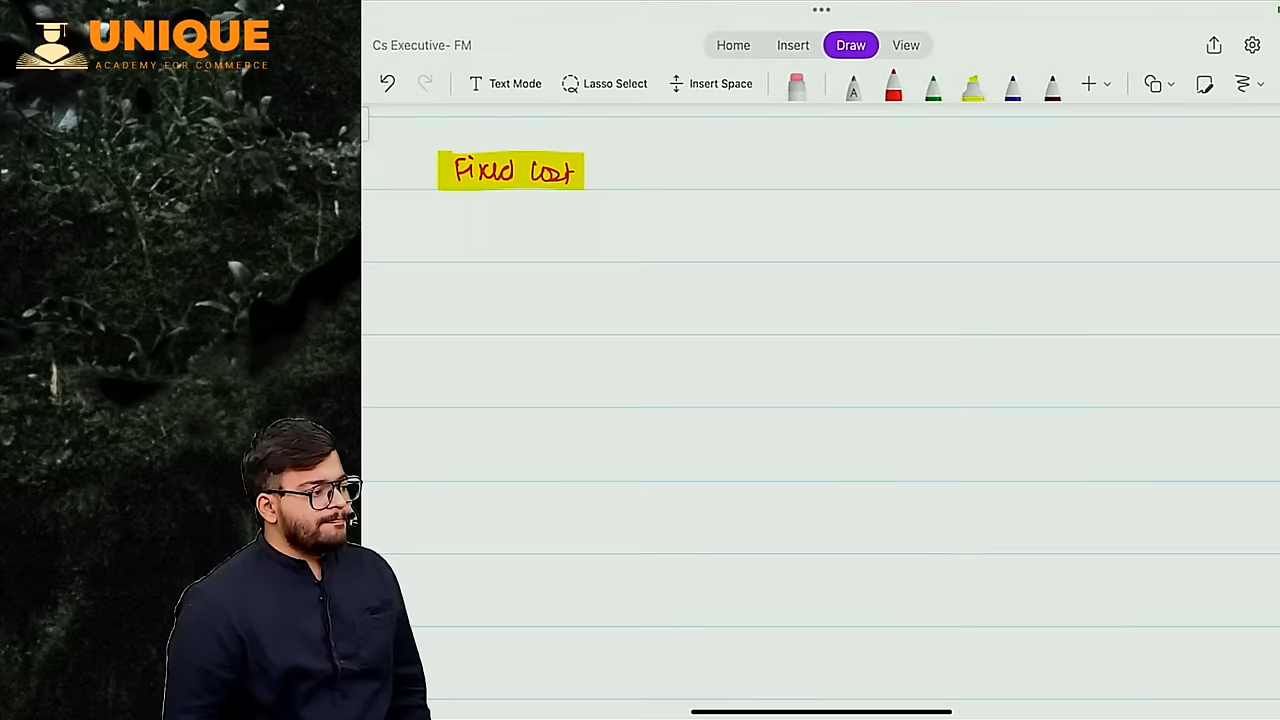 UNIQUE
ACADEMY FOR COMMERCE
Cs Executive- FM
Home Insert Draw View
Text Mode Lasso Select Insert Space
A
Fixed Cost